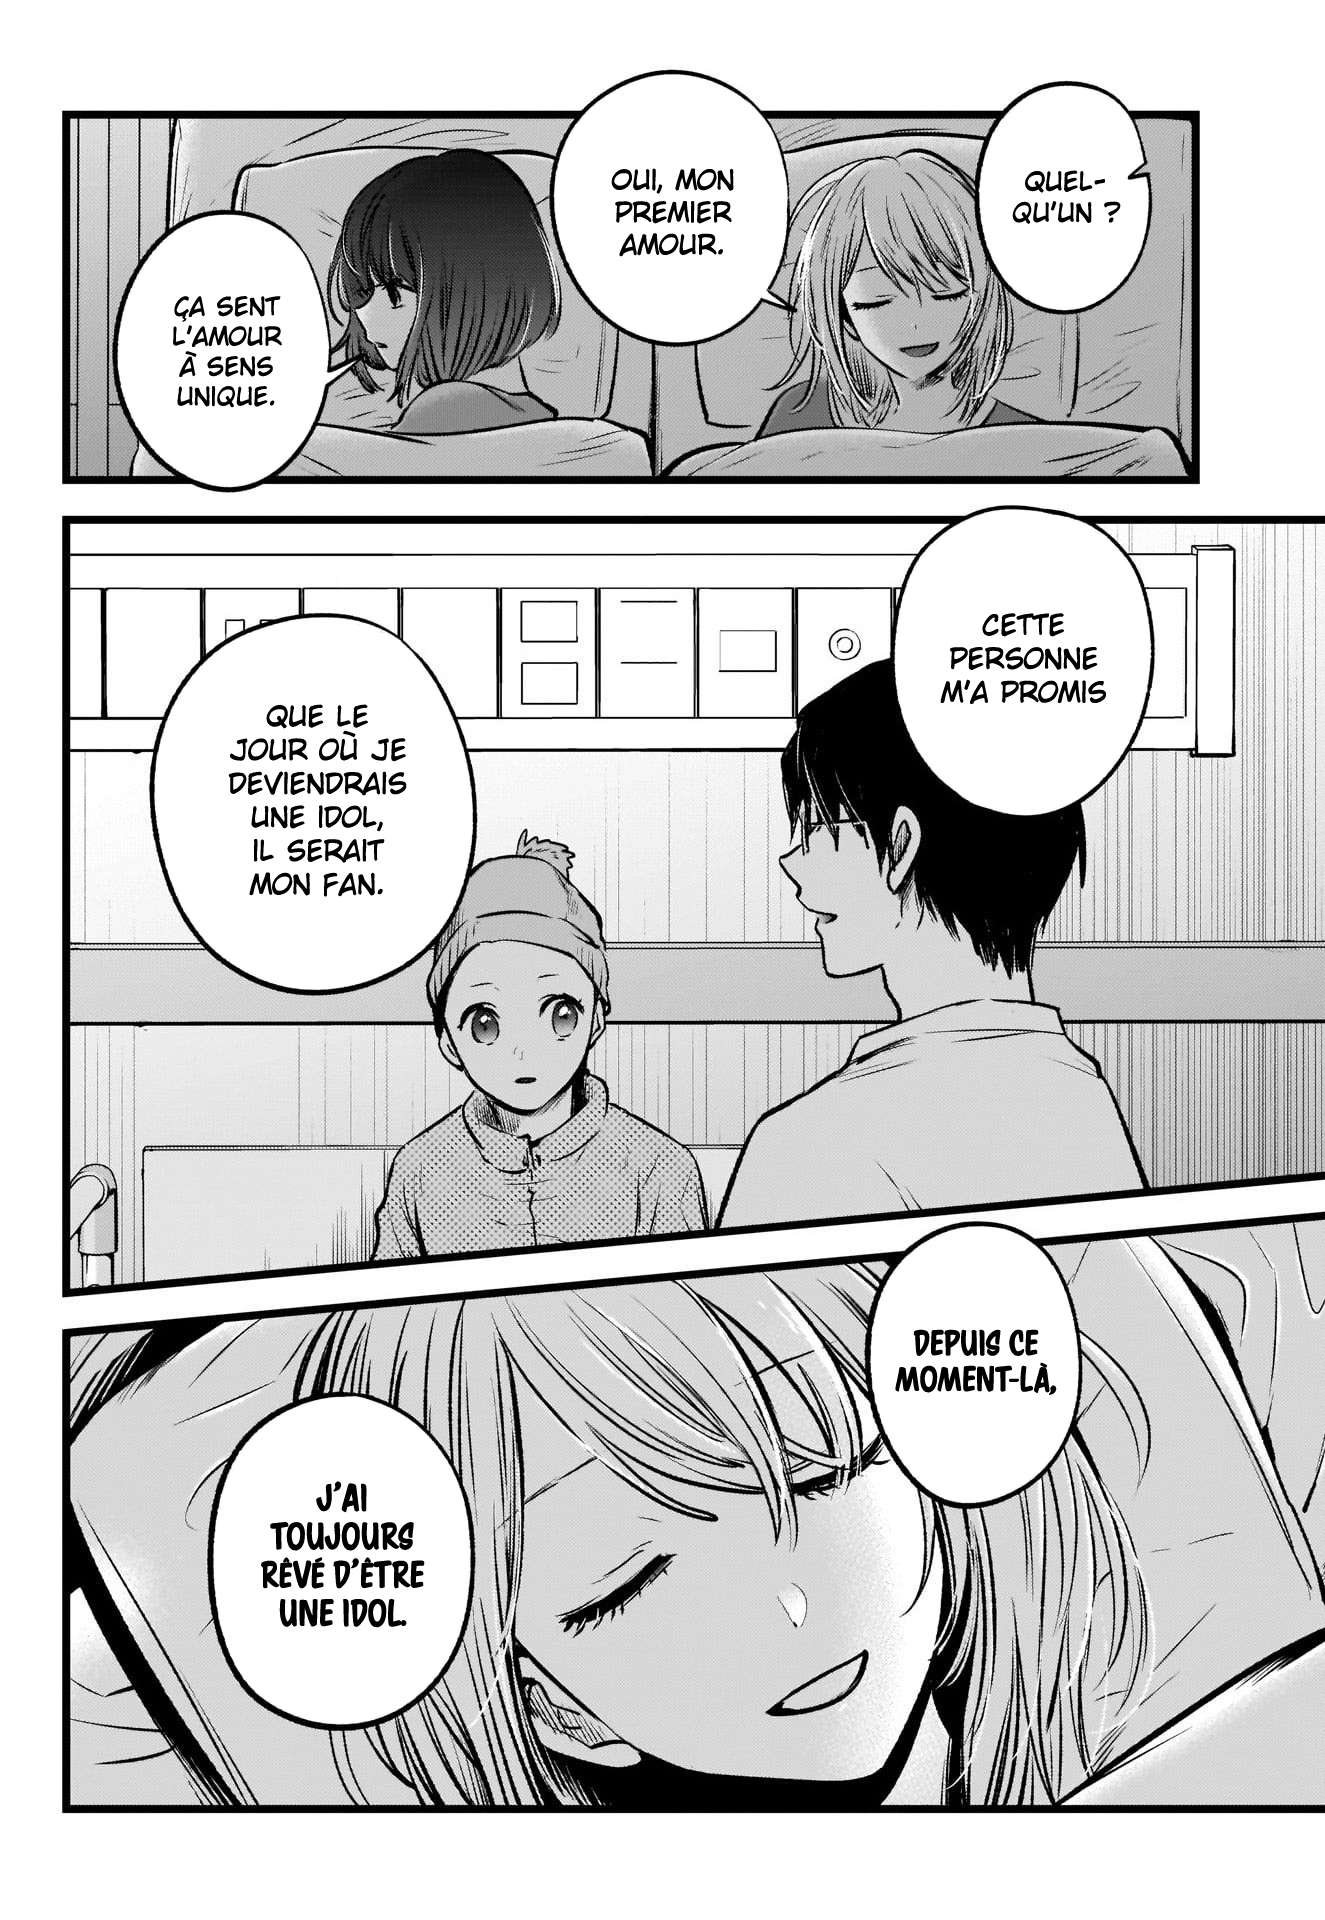 QUEL-
QU'UN ?
OUI, MON
PREMIER
AMOUR.
ÇA SENT
L'AMOUR
À SENS
UNIQUE.
CETTE
PERSONNE
M'A PROMIS
QUE LE
JOUR OÙ JE
DEVIENDRAIS
UNE IDOL,
IL SERAIT
MON FAN.
DEPUIS CE
MOMENT-LÀ,
J'AI
TOUJOURS
RÊVÉ D'ÊTRE
UNE IDOL.